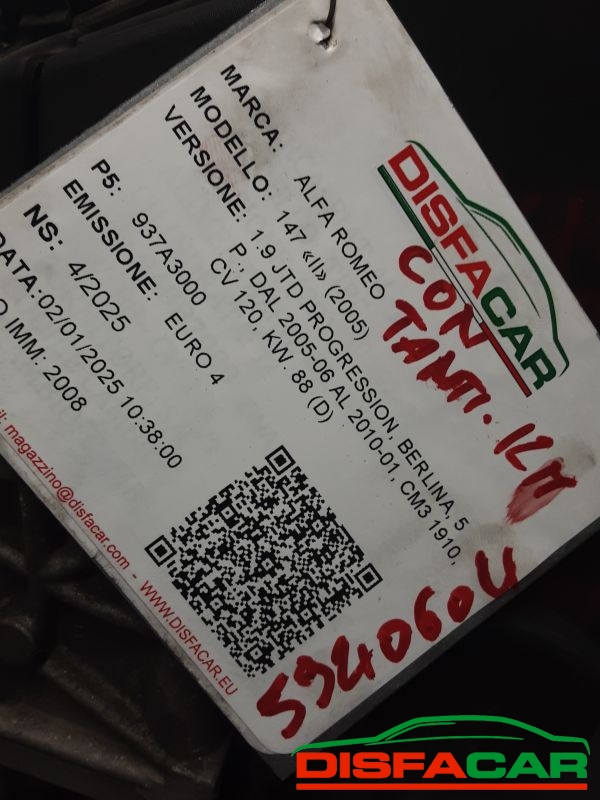 MARCA: ALFA ROMEO
MODELLO: 147 «II» (2005)
VERSIONE: 1.9 JTD PROGRESSION, BERLINA, 5
P., DAL 2005-06 AL 2010-01, CM3 1910,
CV 120, KW. 88 (D)
P5: 937A3000
EMISSIONE: EURO 4
NS: 4/2025
DATA: 02/01/2025 10:38:00
O IMM: 2008
magazzino@disfacar.com - WWW.DISFACAR.EU
DISFACAR
CON
TANTI. KM
DISFACAR